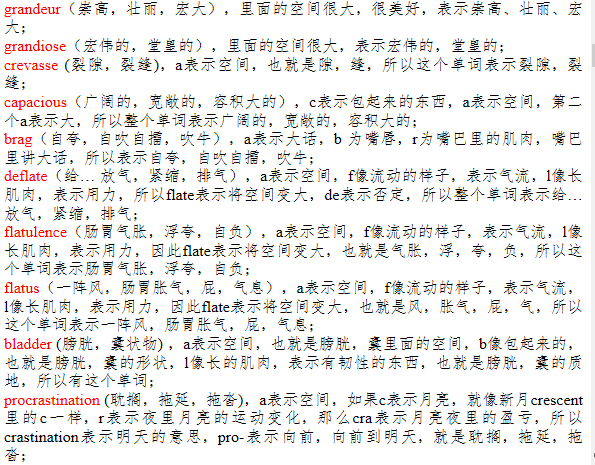 grandeur（崇高，壮丽，宏大），里面的空间很大，很美好，表示崇高、壮丽、宏
大；
grandiose（宏伟的，堂皇的），里面的空间很大，表示宏伟的，堂皇的；
crevasse (裂隙，裂缝)，a表示空间，也就是隙，缝，所以这个单词表示裂隙，裂
缝；
capacious（广阔的，宽敞的，容积大的），c表示包起来的东西，a表示空间，第二
个a表示大，所以整个单词表示广阔的，宽敞的，容积大的；
brag（自夸，自吹自擂，吹牛），a表示大话，b 为嘴唇，r为嘴巴里的肌肉，嘴巴
里讲大话，所以表示自夸，自吹自擂，吹牛；
deflate（给… 放气，紧缩，排气），a表示空间，f像流动的样子，表示气流，l像长
肌肉，表示用力，所以flate表示将空间变大，de表示否定，所以整个单词表示给…
放气，紧缩，排气；
flatulence（肠胃气胀，浮夸，自负），a表示空间，f像流动的样子，表示气流，l像
长肌肉，表示用力，因此flate表示将空间变大，也就是气胀，浮，夸，负，所以这
个单词表示肠胃气胀，浮夸，自负；
flatus（一阵风，肠胃胀气，屁，气息），a表示空间，f像流动的样子，表示气流，
l像长肌肉，表示用力，因此flate表示将空间变大，也就是风，胀气，屁，气，所以
这个单词表示一阵风，肠胃胀气，屁，气息；
bladder (膀胱，囊状物) ，a表示空间，也就是膀胱，囊里面的空间，b像包起来的，
也就是膀胱，囊的形状，l像长的肌肉，表示有韧性的东西，也就是膀胱，囊的质
地，所以有这个单词；
procrastination (耽搁，拖延，拖沓)，a表示空间，如果c表示月亮，就像新月crescent
里的c一样，r表示夜里月亮的运动变化，那么cra表示月亮夜里的盈亏，所以
crastination表示明天的意思，pro-表示向前，向前到明天，就是耽搁，拖延，拖
沓；